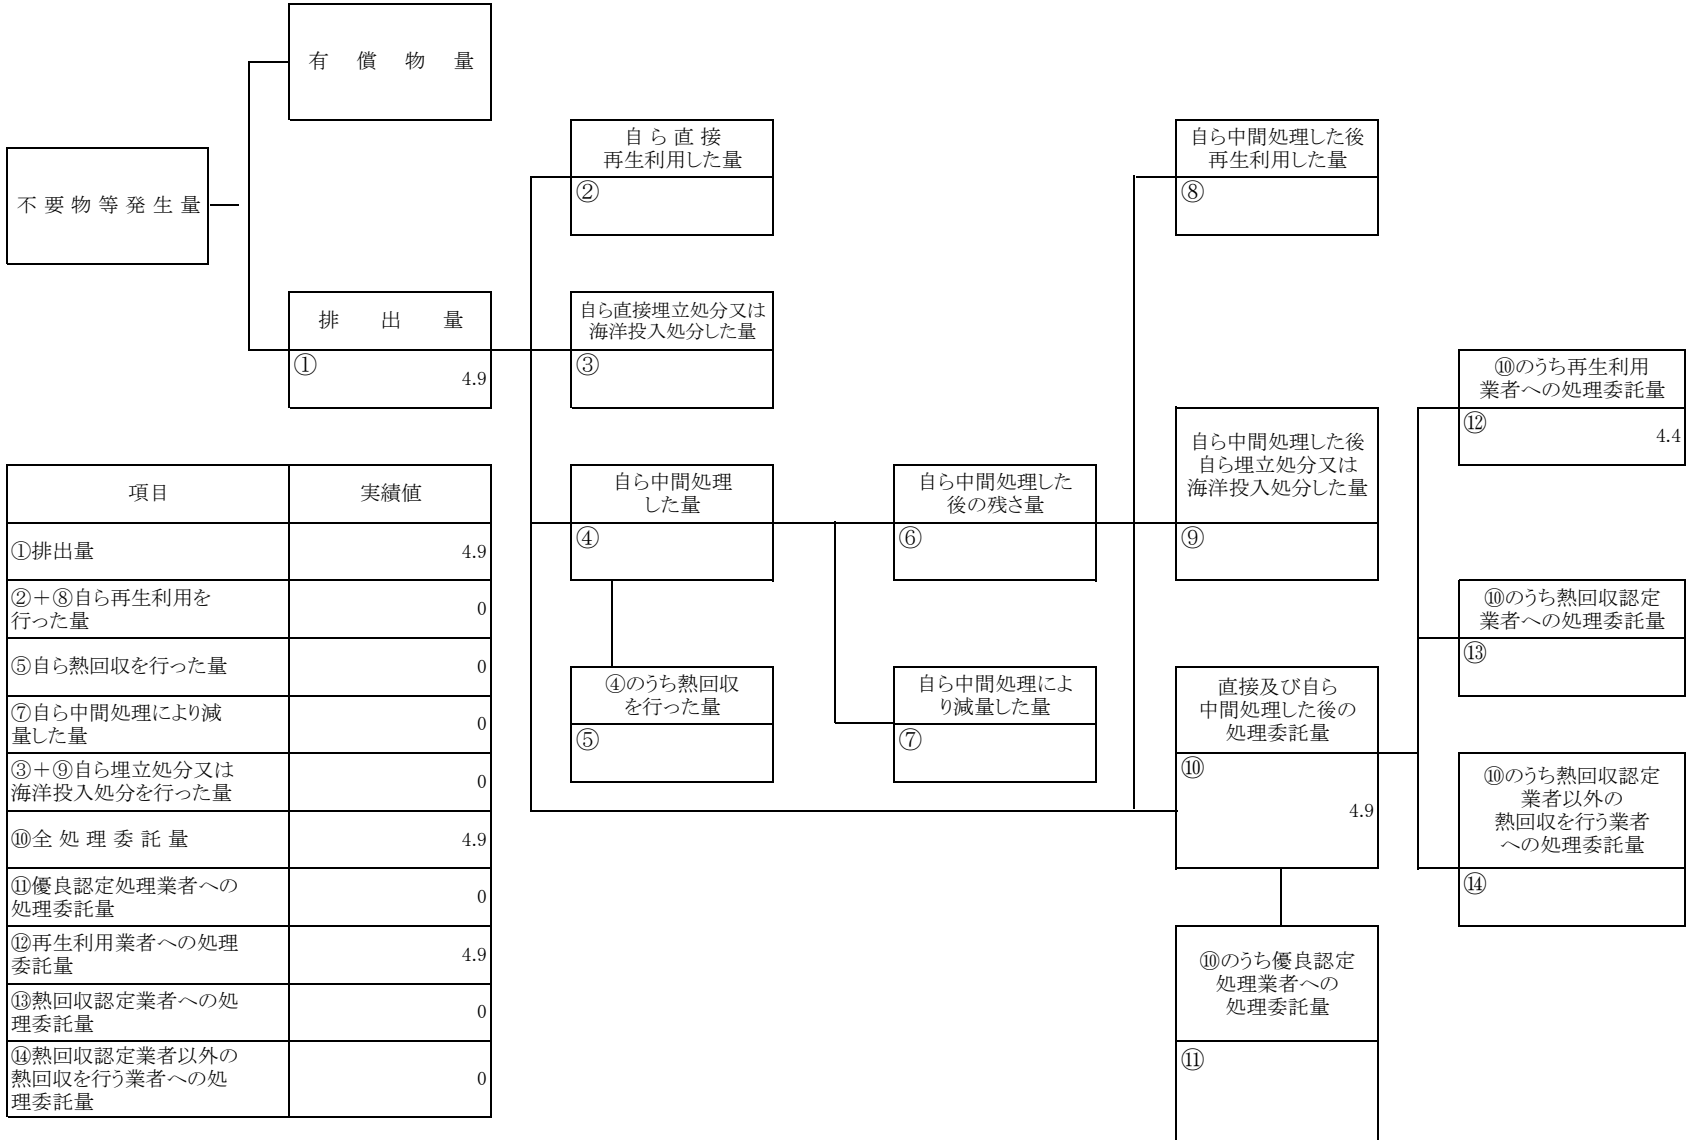 有償物量
不要物等発生量
排出量
①
4.9
自ら直接
再生利用した量
②
自ら直接埋立処分又は
海洋投入処分した量
③
自ら中間処理
した量
④
④のうち熱回収
を行った量
⑤
自ら中間処理した
後の残さ量
⑥
自ら中間処理によ
り減量した量
⑦
自ら中間処理した後
再生利用した量
⑧
自ら中間処理した後
自ら埋立処分又は
海洋投入処分した量
⑨
直接及び自ら
中間処理した後の
処理委託量
⑩
4.9
⑩のうち優良認定
処理業者への
処理委託量
⑪
⑩のうち再生利用
業者への処理委託量
⑫
4.4
⑩のうち熱回収認定
業者への処理委託量
⑬
⑩のうち熱回収認定
業者以外の
熱回収を行う業者
への処理委託量
⑭
項目 実績値
①排出量 4.9
②＋⑧自ら再生利用を
行った量 0
⑤自ら熱回収を行った量 0
⑦自ら中間処理により減
量した量 0
③＋⑨自ら埋立処分又は
海洋投入処分を行った量 0
⑩全処理委託量 4.9
⑪優良認定処理業者への
処理委託量 0
⑫再生利用業者への処理
委託量 4.9
⑬熱回収認定業者への処
理委託量 0
⑭熱回収認定業者以外の
熱回収を行う業者への処
理委託量 0